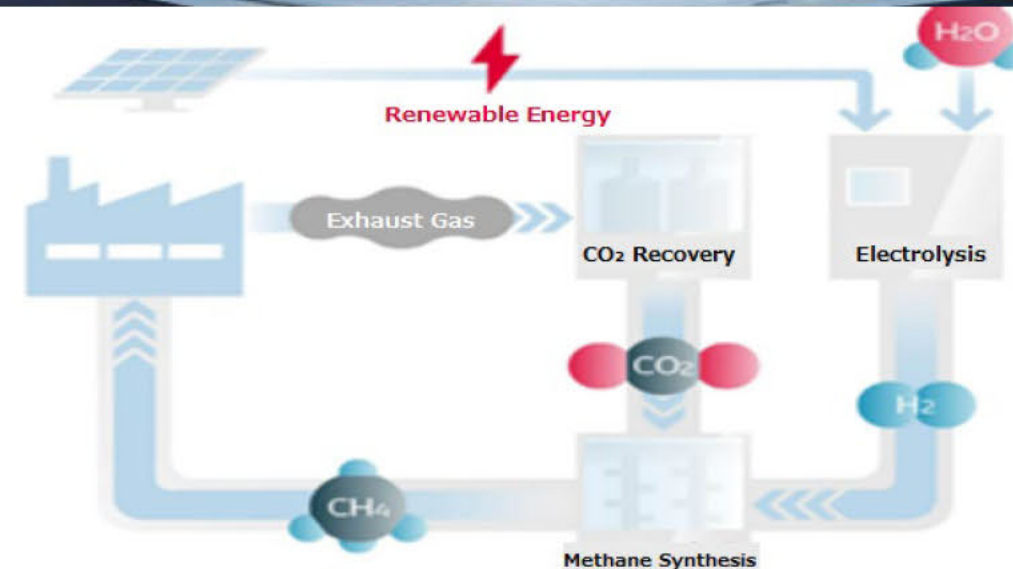 H2O
Renewable Energy
Exhaust Gas
CO2 Recovery
Electrolysis
CO2
H2
CH4
Methane Synthesis